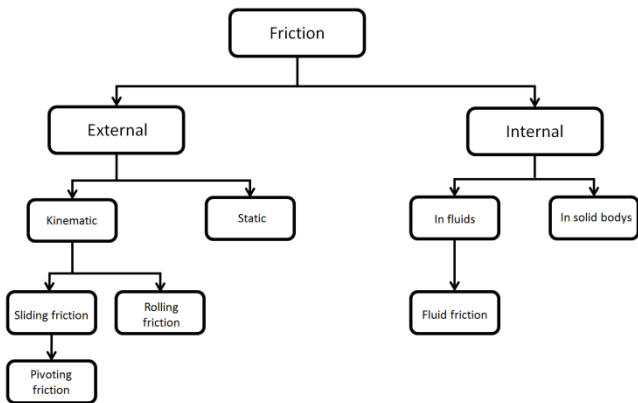 Friction
External
Internal
Kinematic
Static
In fluids
In solid bodys
Sliding friction
Rolling
friction
Fluid friction
Pivoting
friction